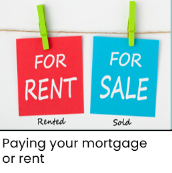 FOR
RENT
FOR
SALE
Rented
Sold
Paying your mortgage
or rent